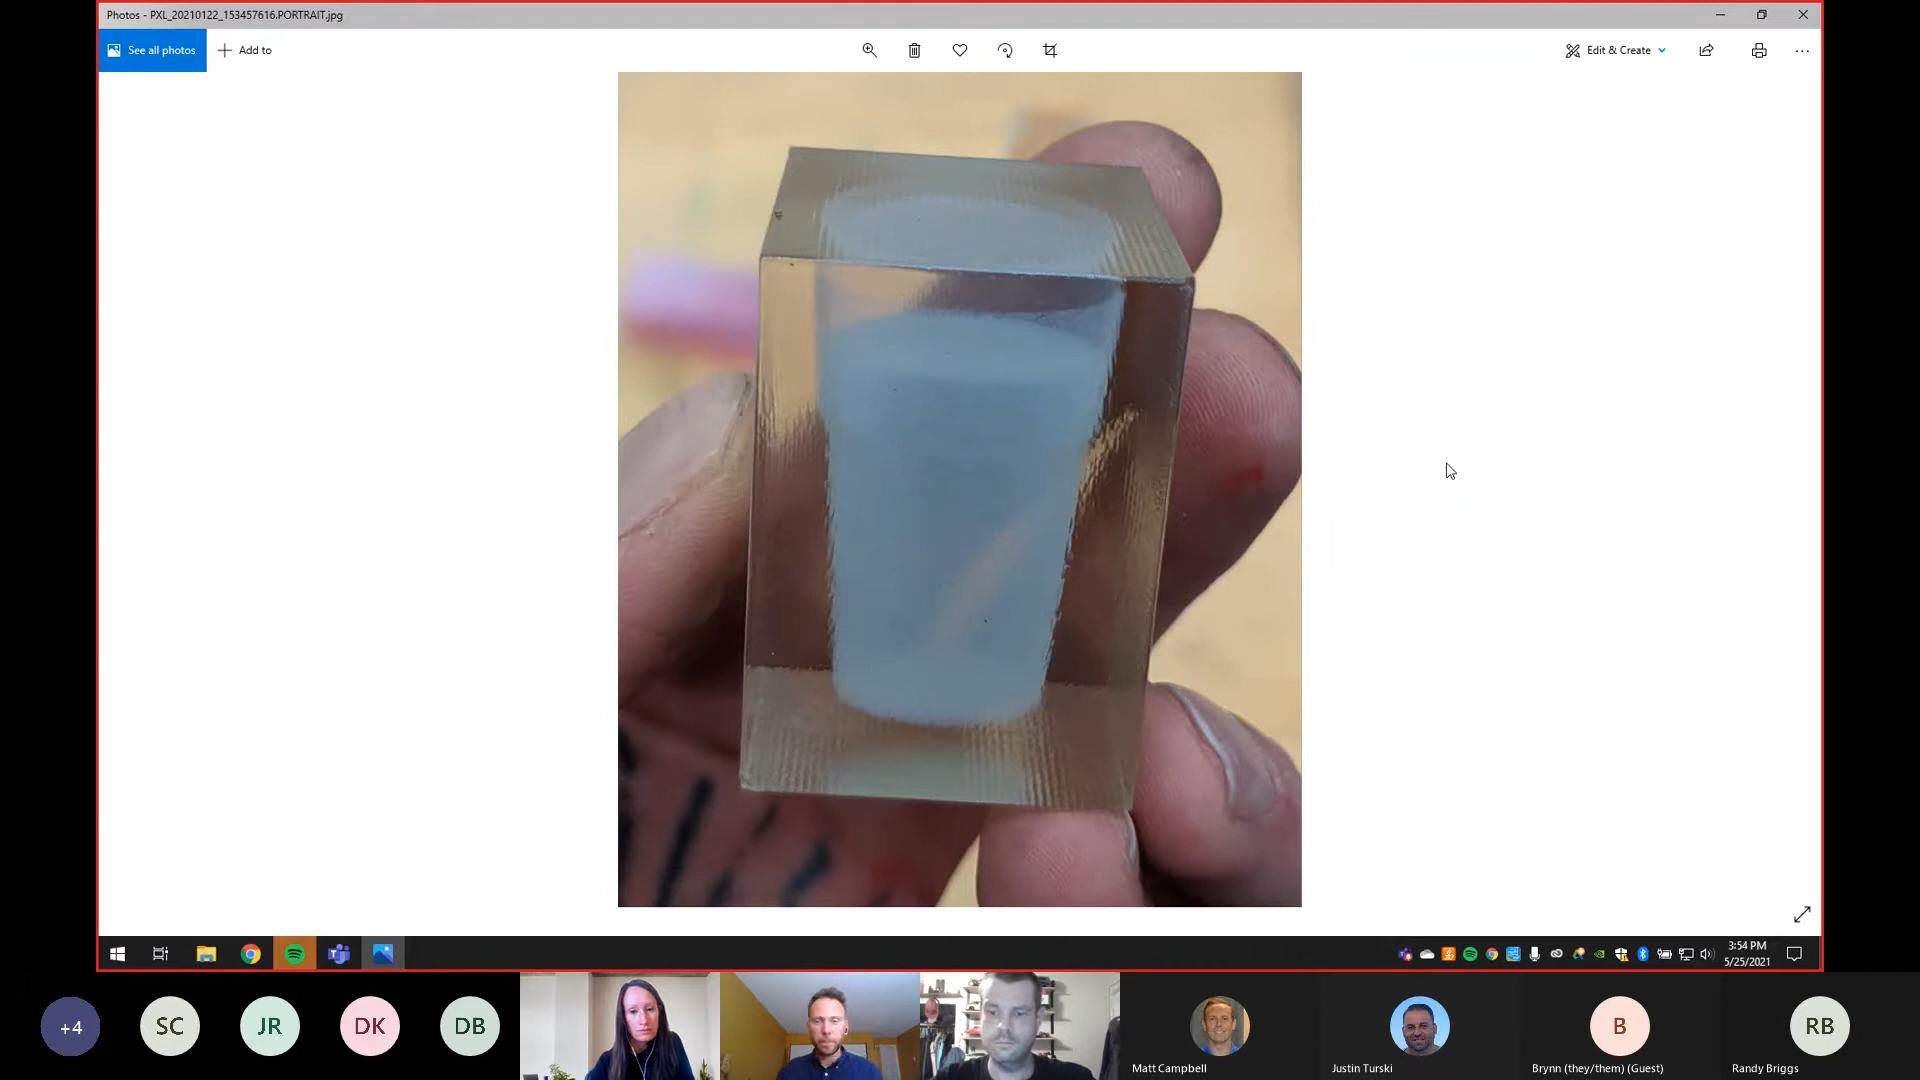 Photos - PXL_20210122_153457616.PORTRAIT.jpg
See all photos
Add to
Edit & Create
3:54 PM
5/25/2021
+4
SC
JR
DK
DB
B
RB
Matt Campbell
Justin Turski
Brynn (they/them) (Guest)
Randy Briggs